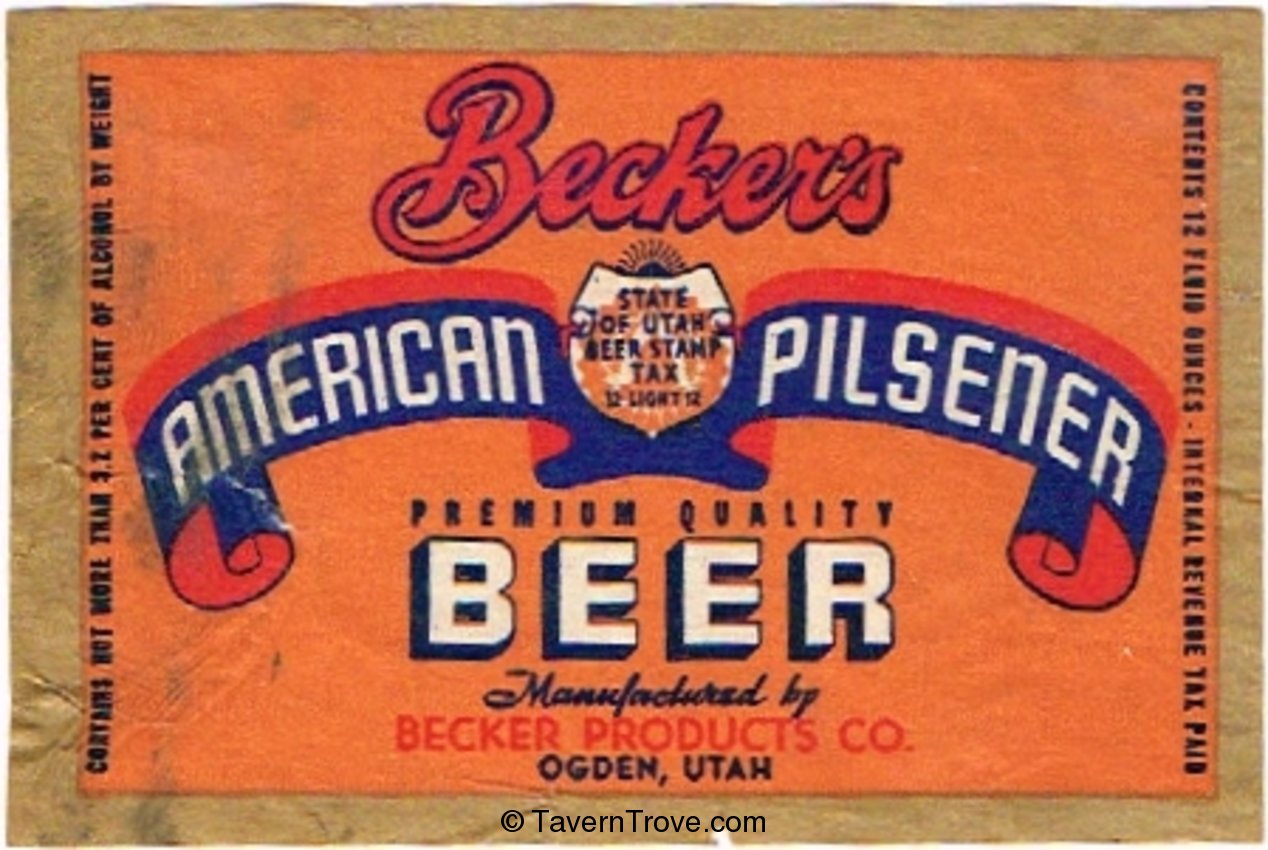 Becker's
STATE
OF UTAH
BEER STAMP
TAX
12 LIGHT 12
AMERICAN PILSENER
PREMIUM QUALITY
BEER
Manufactured by
BECKER PRODUCTS CO.
OGDEN, UTAH
CONTAINS NOT MORE THAN 3.2 PER CENT OF ALCOHOL BY WEIGHT
CONTENTS 12 FLUID OUNCES - INTERNAL REVENUE TAX PAID
© TavernTrove.com